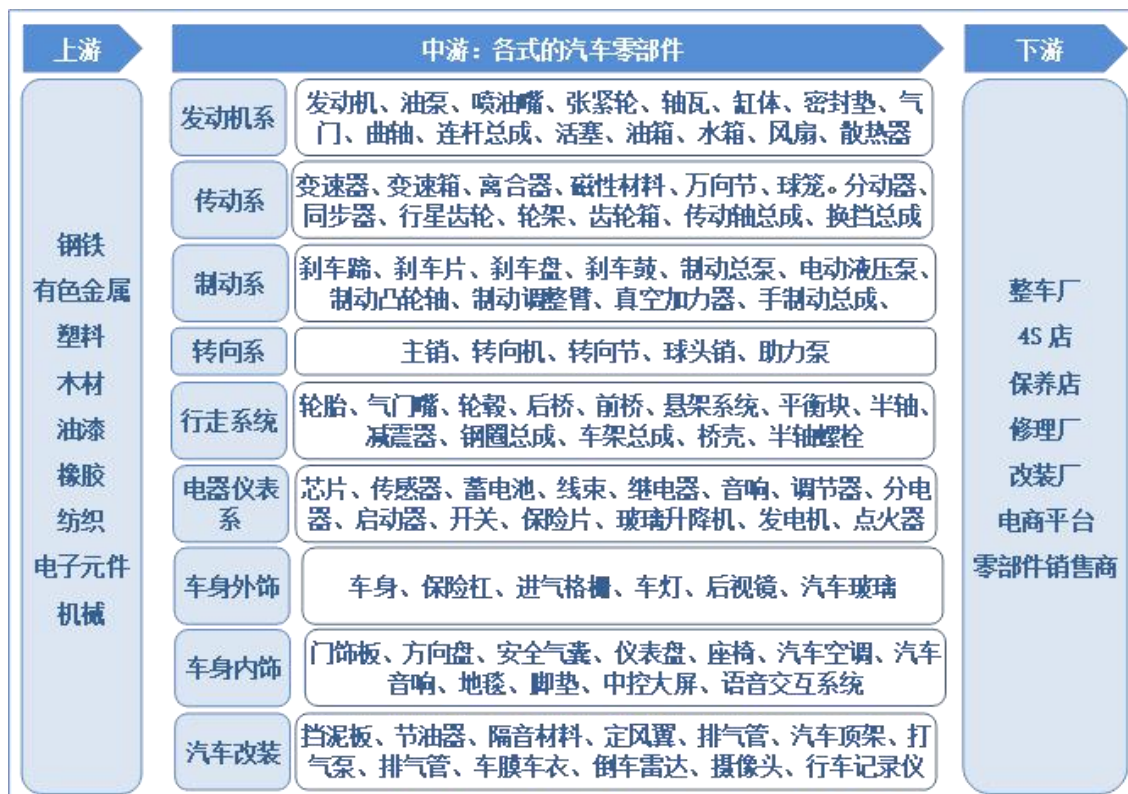 上游
中游：各式的汽车零部件
下游
钢铁
有色金属
塑料
木材
油漆
橡胶
纺织
电子元件
机械
发动机系
发动机、油泵、喷油嘴、张紧轮、轴瓦、缸体、密封垫、气
门、曲轴、连杆总成、活塞、油箱、水箱、风扇、散热器
传动系
变速器、变速箱、离合器、磁性材料、万向节、球笼。分动器、
同步器、行星齿轮、轮架、齿轮箱、传动轴总成、换挡总成
制动系
刹车蹄、刹车片、刹车盘、刹车鼓、制动总泵、电动液压泵、
制动凸轮轴、制动调整臂、真空加力器、手制动总成、
转向系
主销、转向机、转向节、球头销、助力泵
行走系统
轮胎、气门嘴、轮毂、后桥、前桥、悬架系统、平衡块、半轴、
减震器、钢圈总成、车架总成、桥壳、半轴螺栓
电器仪表
系
芯片、传感器、蓄电池、线束、继电器、音响、调节器、分电
器、启动器、开关、保险片、玻璃升降机、发电机、点火器
车身外饰
车身、保险杠、进气格栅、车灯、后视镜、汽车玻璃
车身内饰
门饰板、方向盘、安全气囊、仪表盘、座椅、汽车空调、汽车
音响、地毯、脚垫、中控大屏、语音交互系统
汽车改装
挡泥板、节油器、隔音材料、定风翼、排气管、汽车顶架、打
气泵、排气管、车膜车衣、倒车雷达、摄像头、行车记录仪
整车厂
4S 店
保养店
修理厂
改装厂
电商平台
零部件销售商